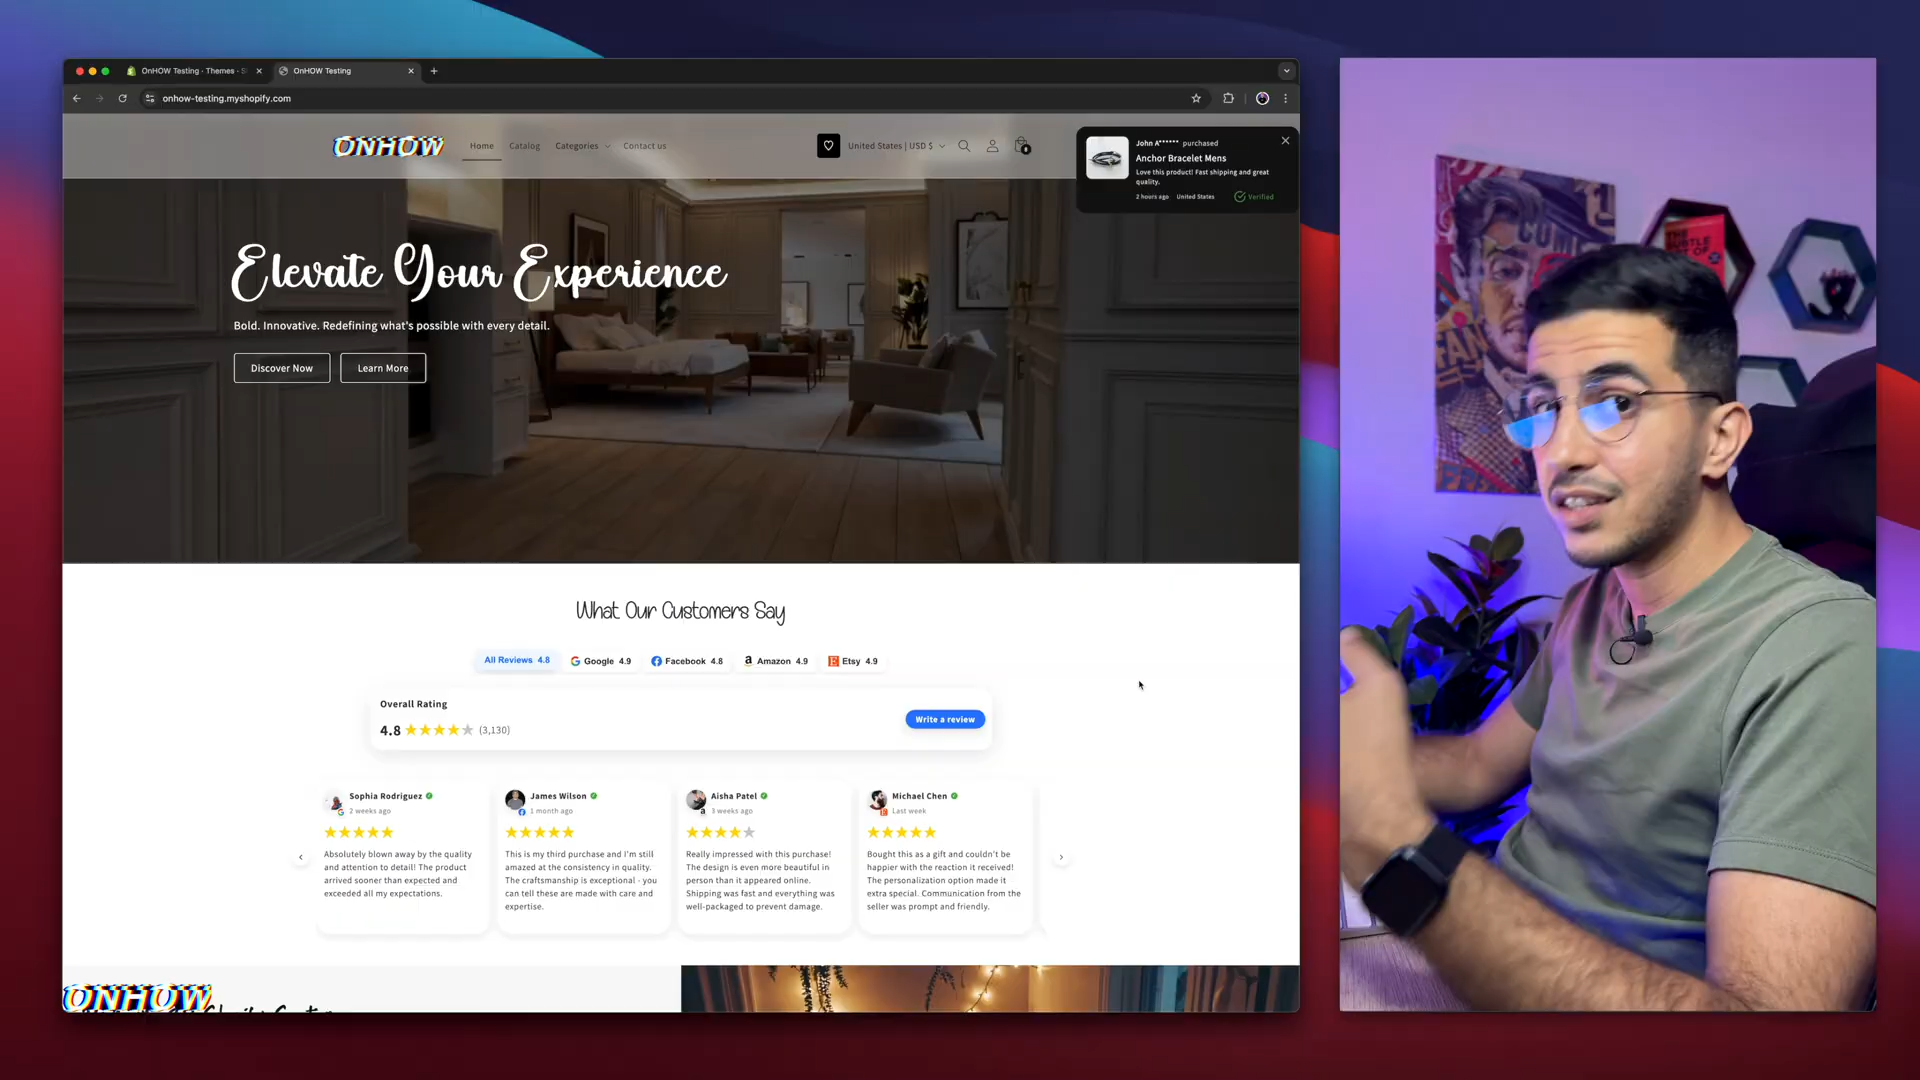 OnHOW Testing · Themes · S
OnHOW Testing
onhow-testing.myshopify.com
ONHOW
Home
Catalog
Categories
Contact us
United States | USD $
John A****** purchased
Anchor Bracelet Mens
Love this product! Fast shipping and great
quality.
2 hours ago United States Verified
Elevate Your Experience
Bold. Innovative. Redefining what's possible with every detail.
Discover Now
Learn More
What Our Customers Say
All Reviews 4.8
Google 4.9
Facebook 4.8
Amazon 4.9
Etsy 4.9
Overall Rating
4.8 (3,130)
Write a review
Sophia Rodriguez
2 weeks ago
Absolutely blown away by the quality
and attention to detail! The product
arrived sooner than expected and
exceeded all my expectations.
James Wilson
1 month ago
This is my third purchase and I'm still
amazed at the consistency in quality.
The craftsmanship is exceptional - you
can tell these are made with care and
expertise.
Aisha Patel
3 weeks ago
Really impressed with this purchase!
The design is even more beautiful in
person than it appeared online.
Shipping was fast and everything was
well-packaged to prevent damage.
Michael Chen
Last week
Bought this as a gift and couldn't be
happier with the reaction it received!
The personalization option made it
extra special. Communication from the
seller was prompt and friendly.
ONHOW
THE
SUBTLE